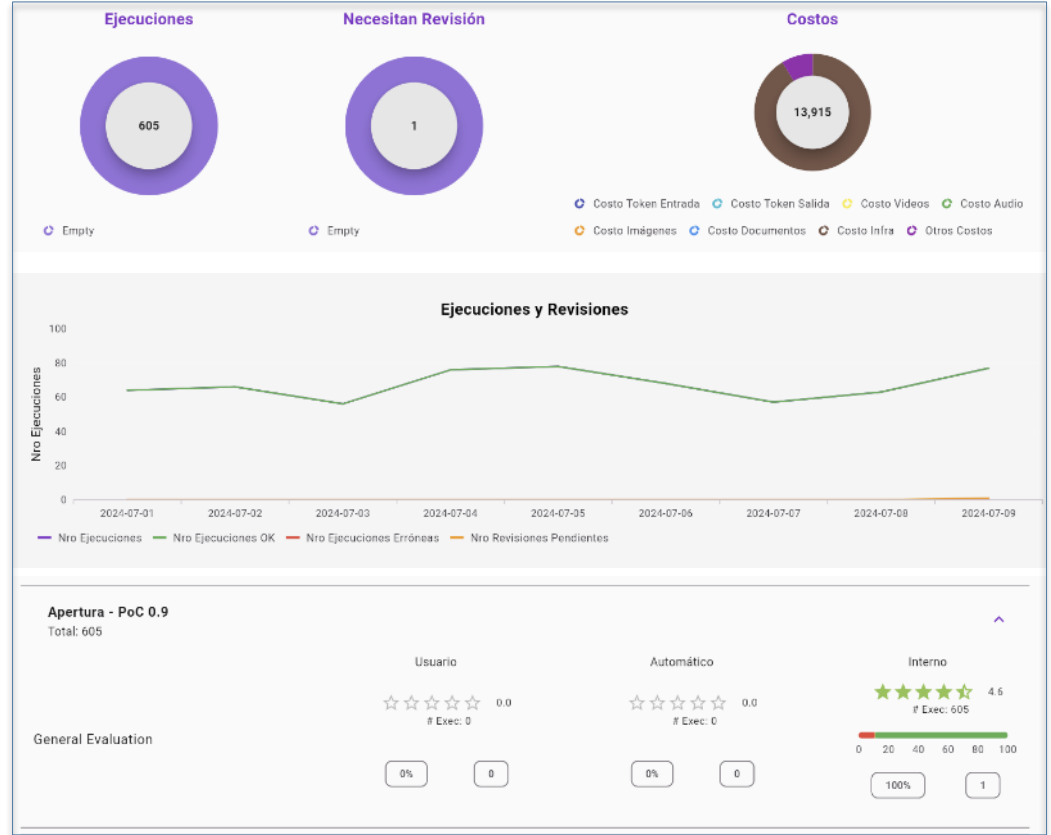 Ejecuciones
Necesitan Revisión
Costos
605
1
13,915
Costo Token Entrada Costo Token Salida Costo Videos Costo Audio
Empty
Empty
Costo Imágenes Costo Documentos Costo Infra Otros Costos
Ejecuciones y Revisiones
Nro Ejecuciones
100
80
60
40
20
0
2024-07-01 2024-07-02 2024-07-03 2024-07-04 2024-07-05 2024-07-06 2024-07-07 2024-07-08 2024-07-09
Nro Ejecuciones Nro Ejecuciones OK Nro Ejecuciones Erróneas Nro Revisiones Pendientes
Apertura - PoC 0.9
Total: 605
Usuario Automático Interno
0.0 0.0 4.6
# Exec: 0 # Exec: 0 # Exec: 605
General Evaluation
0 20 40 60 80 100
0% 0 0% 0 100% 1